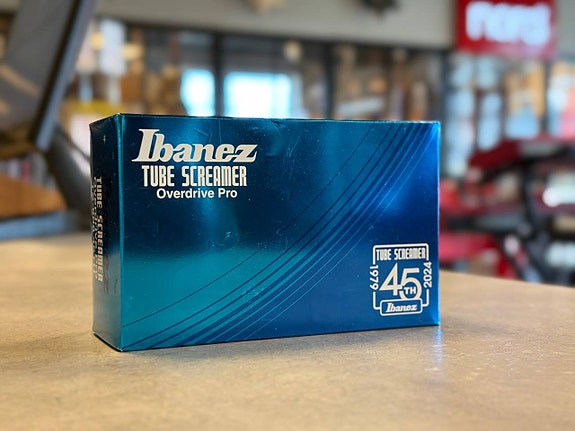 Ibanez
TUBE SCREAMER
Overdrive Pro
TUBE SCREAMER
1979
45TH
2024
Ibanez
TUBE SCREAMER